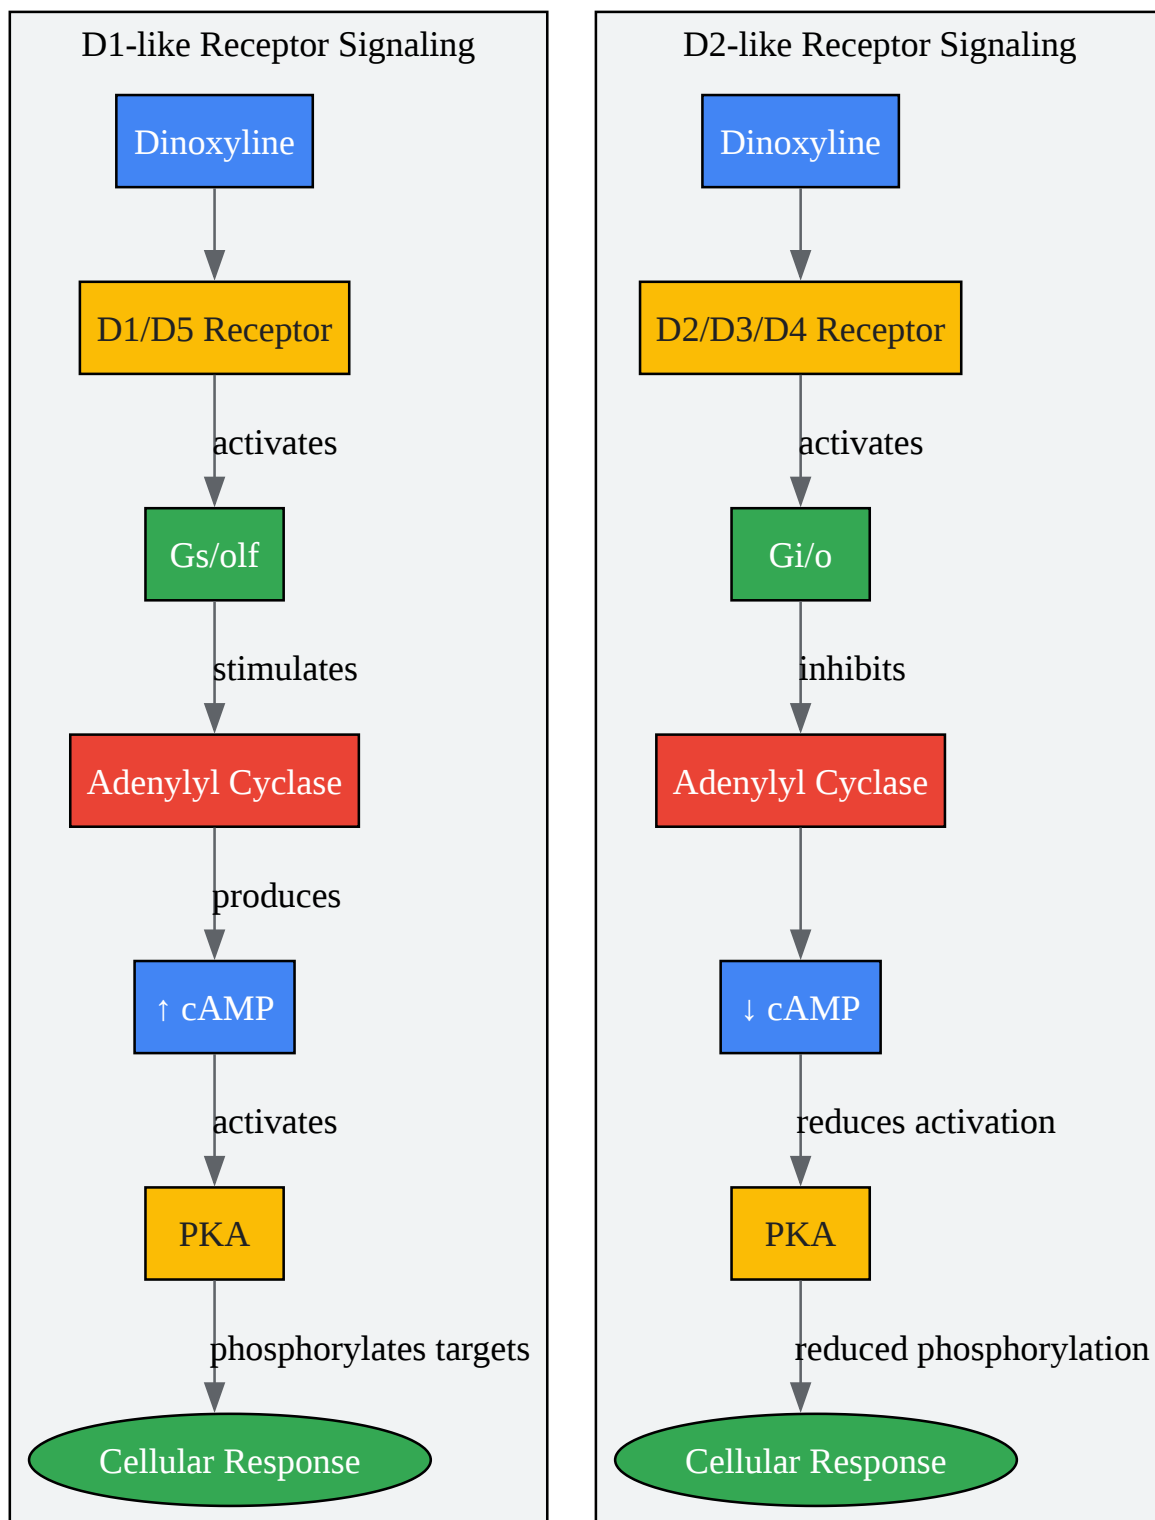 D1-like Receptor Signaling
Dinoxyline
D1/D5 Receptor
activates
Gs/olf
stimulates
Adenylyl Cyclase
produces
↑ cAMP
activates
PKA
phosphorylates targets
Cellular Response
D2-like Receptor Signaling
Dinoxyline
D2/D3/D4 Receptor
activates
Gi/o
inhibits
Adenylyl Cyclase
↓ cAMP
reduces activation
PKA
reduced phosphorylation
Cellular Response